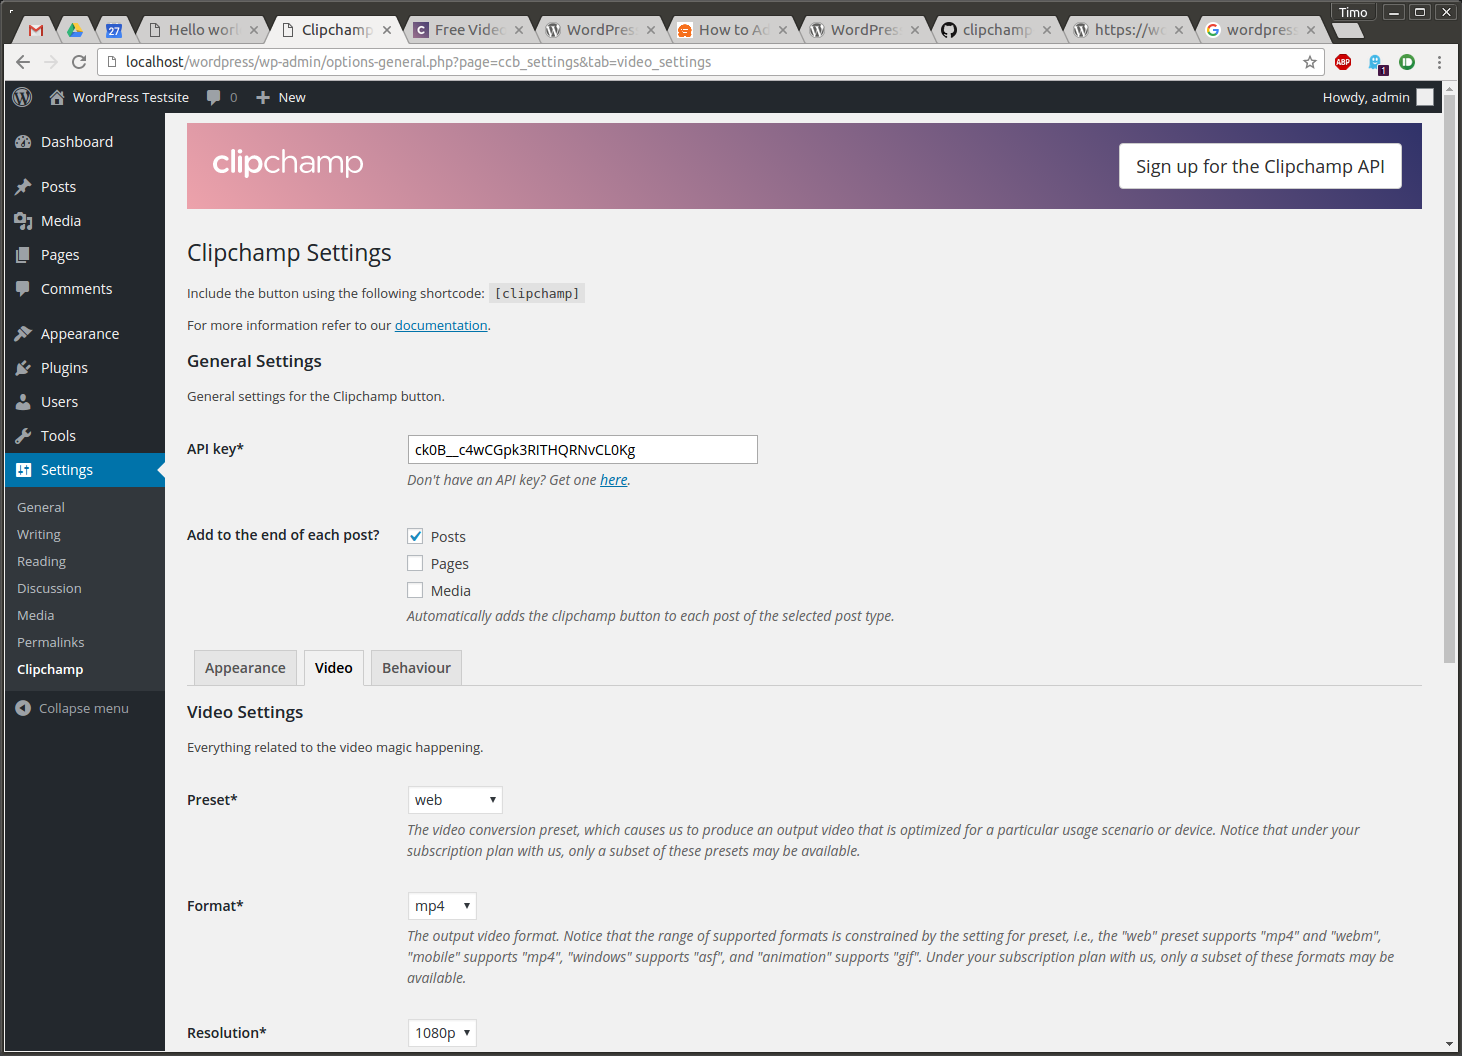 Timo
27
Hello worl
Clipchamp
Free Video
WordPres
How to Ad
WordPres
clipchamp
https://wo
wordpress
localhost/wordpress/wp-admin/options-general.php?page=ccb_settings&tab=video_settings
ABP
1
WordPress Testsite
0
New
Howdy, admin
Dashboard
Posts
Media
Pages
Comments
Appearance
Plugins
Users
Tools
Settings
General
Writing
Reading
Discussion
Media
Permalinks
Clipchamp
Collapse menu
clipchamp
Sign up for the Clipchamp API
Clipchamp Settings
Include the button using the following shortcode: [clipchamp]
For more information refer to our documentation.
General Settings
General settings for the Clipchamp button.
API key*
ck0B__c4wCGpk3RITHQRNvCL0Kg
Don't have an API key? Get one here.
Add to the end of each post?
Posts
Pages
Media
Automatically adds the clipchamp button to each post of the selected post type.
Appearance
Video
Behaviour
Video Settings
Everything related to the video magic happening.
Preset*
web
The video conversion preset, which causes us to produce an output video that is optimized for a particular usage scenario or device. Notice that under your
subscription plan with us, only a subset of these presets may be available.
Format*
mp4
The output video format. Notice that the range of supported formats is constrained by the setting for preset, i.e., the "web" preset supports "mp4" and "webm",
"mobile" supports "mp4", "windows" supports "asf", and "animation" supports "gif". Under your subscription plan with us, only a subset of these formats may be
available.
Resolution*
1080p